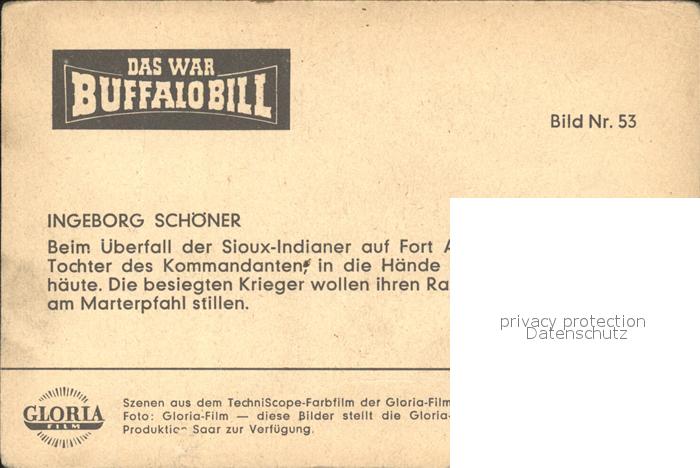 DAS WAR
BUFFALO BILL
Bild Nr. 53
INGEBORG SCHÖNER
Beim Überfall der Sioux-Indianer auf Fort
Tochter des Kommandanten, in die Hände
häute. Die besiegten Krieger wollen ihren
am Marterpfahl stillen.
privacy protection
Datenschutz
GLORIA
FILM
Szenen aus dem TechniScope-Farbfilm der Gloria-Film
Foto: Gloria-Film — diese Bilder stellt die Gloria-
Produktion Saar zur Verfügung.